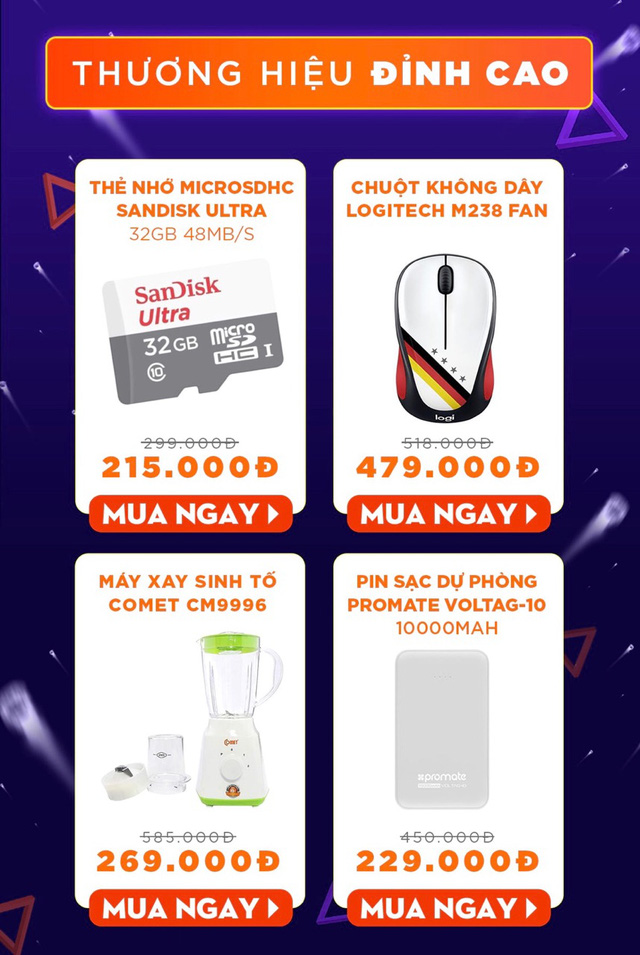 THƯƠNG HIỆU ĐỈNH CAO
THẺ NHỚ MICROSDHC
SANDISK ULTRA
32GB 48MB/S
SanDisk
Ultra
32GB
micro
SD
HC I
10
299.000Đ
215.000Đ
MUA NGAY
CHUỘT KHÔNG DÂY
LOGITECH M238 FAN
logi
518.000Đ
479.000Đ
MUA NGAY
MÁY XAY SINH TỐ
COMET CM9996
COMET
585.000Đ
269.000Đ
MUA NGAY
PIN SẠC DỰ PHÒNG
PROMATE VOLTAG-10
10000MAH
promate
450.000Đ
229.000Đ
MUA NGAY